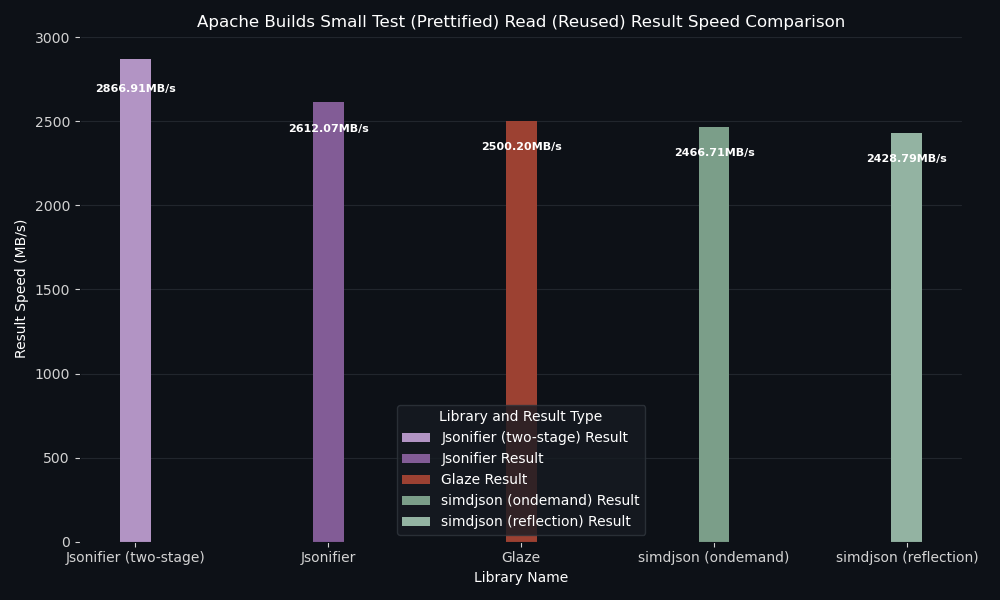 Apache Builds Small Test (Prettified) Read (Reused) Result Speed Comparison
3000
2500
2000
1500
1000
500
0
Result Speed (MB/s)
2866.91MB/s
2612.07MB/s
2500.20MB/s
2466.71MB/s
2428.79MB/s
Library and Result Type
Jsonifier (two-stage) Result
Jsonifier Result
Glaze Result
simdjson (ondemand) Result
simdjson (reflection) Result
Jsonifier (two-stage)
Jsonifier
Glaze
simdjson (ondemand)
simdjson (reflection)
Library Name